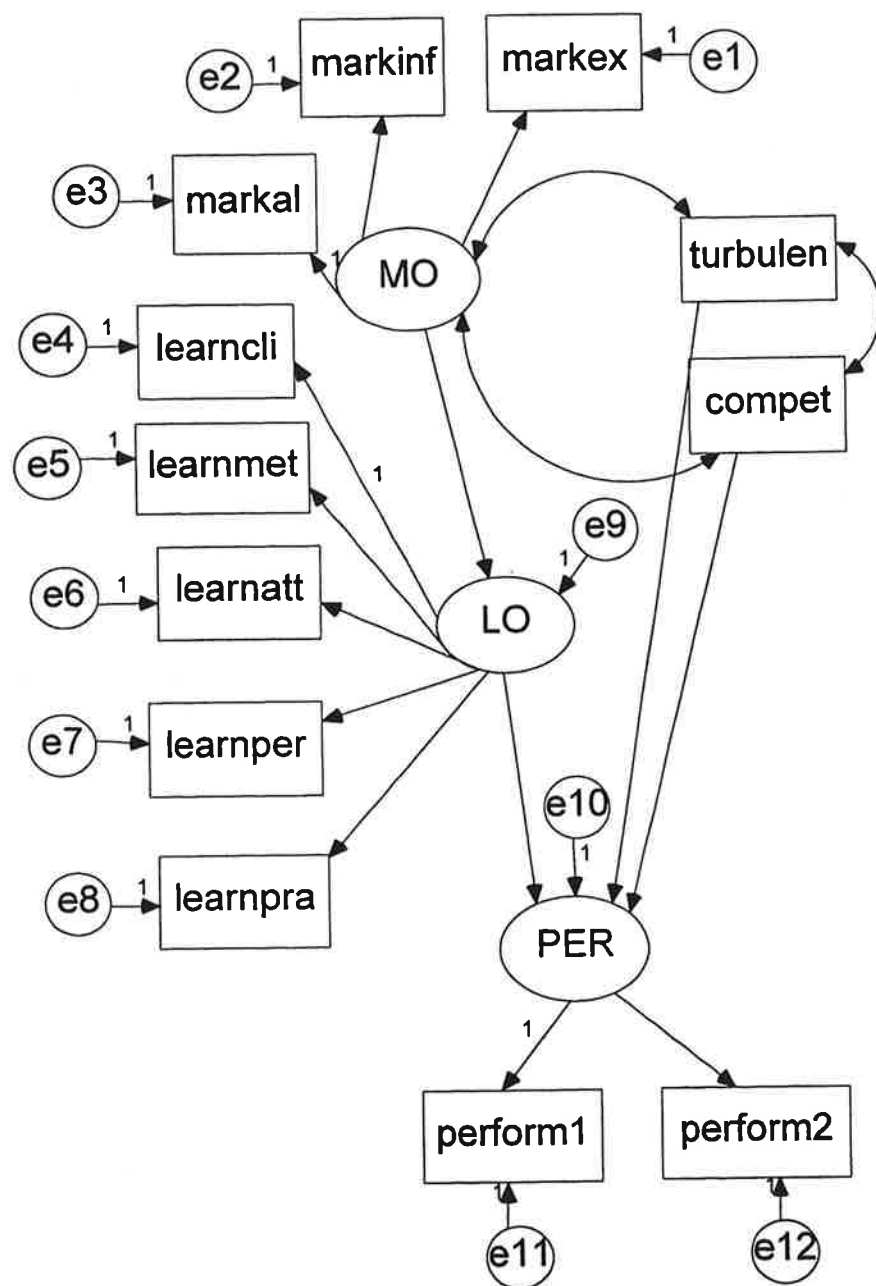 markinf
markex
e1
1
e2
1
e3
1
markal
1
MO
turbulen
e4
1
learncli
compet
e5
1
learnmet
1
e9
1
e6
1
learnatt
LO
e7
1
learnper
e10
1
e8
1
learnpra
PER
1
perform1
perform2
1
1
e11
e12